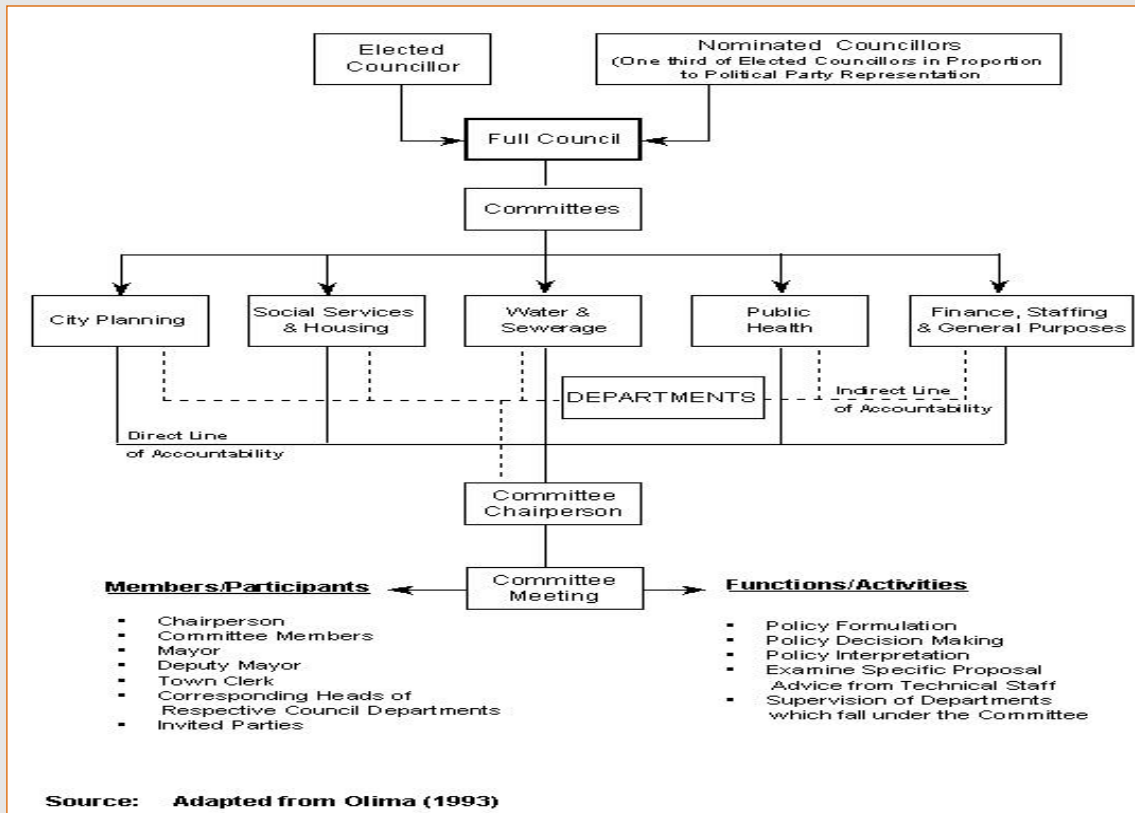 Elected
Councillor
Nominated Councillors
(One third of Elected Councillors in Proportion
to Political Party Representation
Full Council
Committees
City Planning
Social Services
& Housing
Water &
Sewerage
Public
Health
Finance, Staffing
& General Purposes
DEPARTMENTS
Indirect Line
of Accountability
Direct Line
of Accountability
Committee
Chairperson
Committee
Meeting
Members/Participants
▪ Chairperson
▪ Committee Members
▪ Mayor
▪ Deputy Mayor
▪ Town Clerk
▪ Corresponding Heads of
Respective Council Departments
▪ Invited Parties
Functions/Activities
▪ Policy Formulation
▪ Policy Decision Making
▪ Policy Interpretation
▪ Examine Specific Proposal
Advice from Technical Staff
▪ Supervision of Departments
which fall under the Committee
Source: Adapted from Olima (1993)